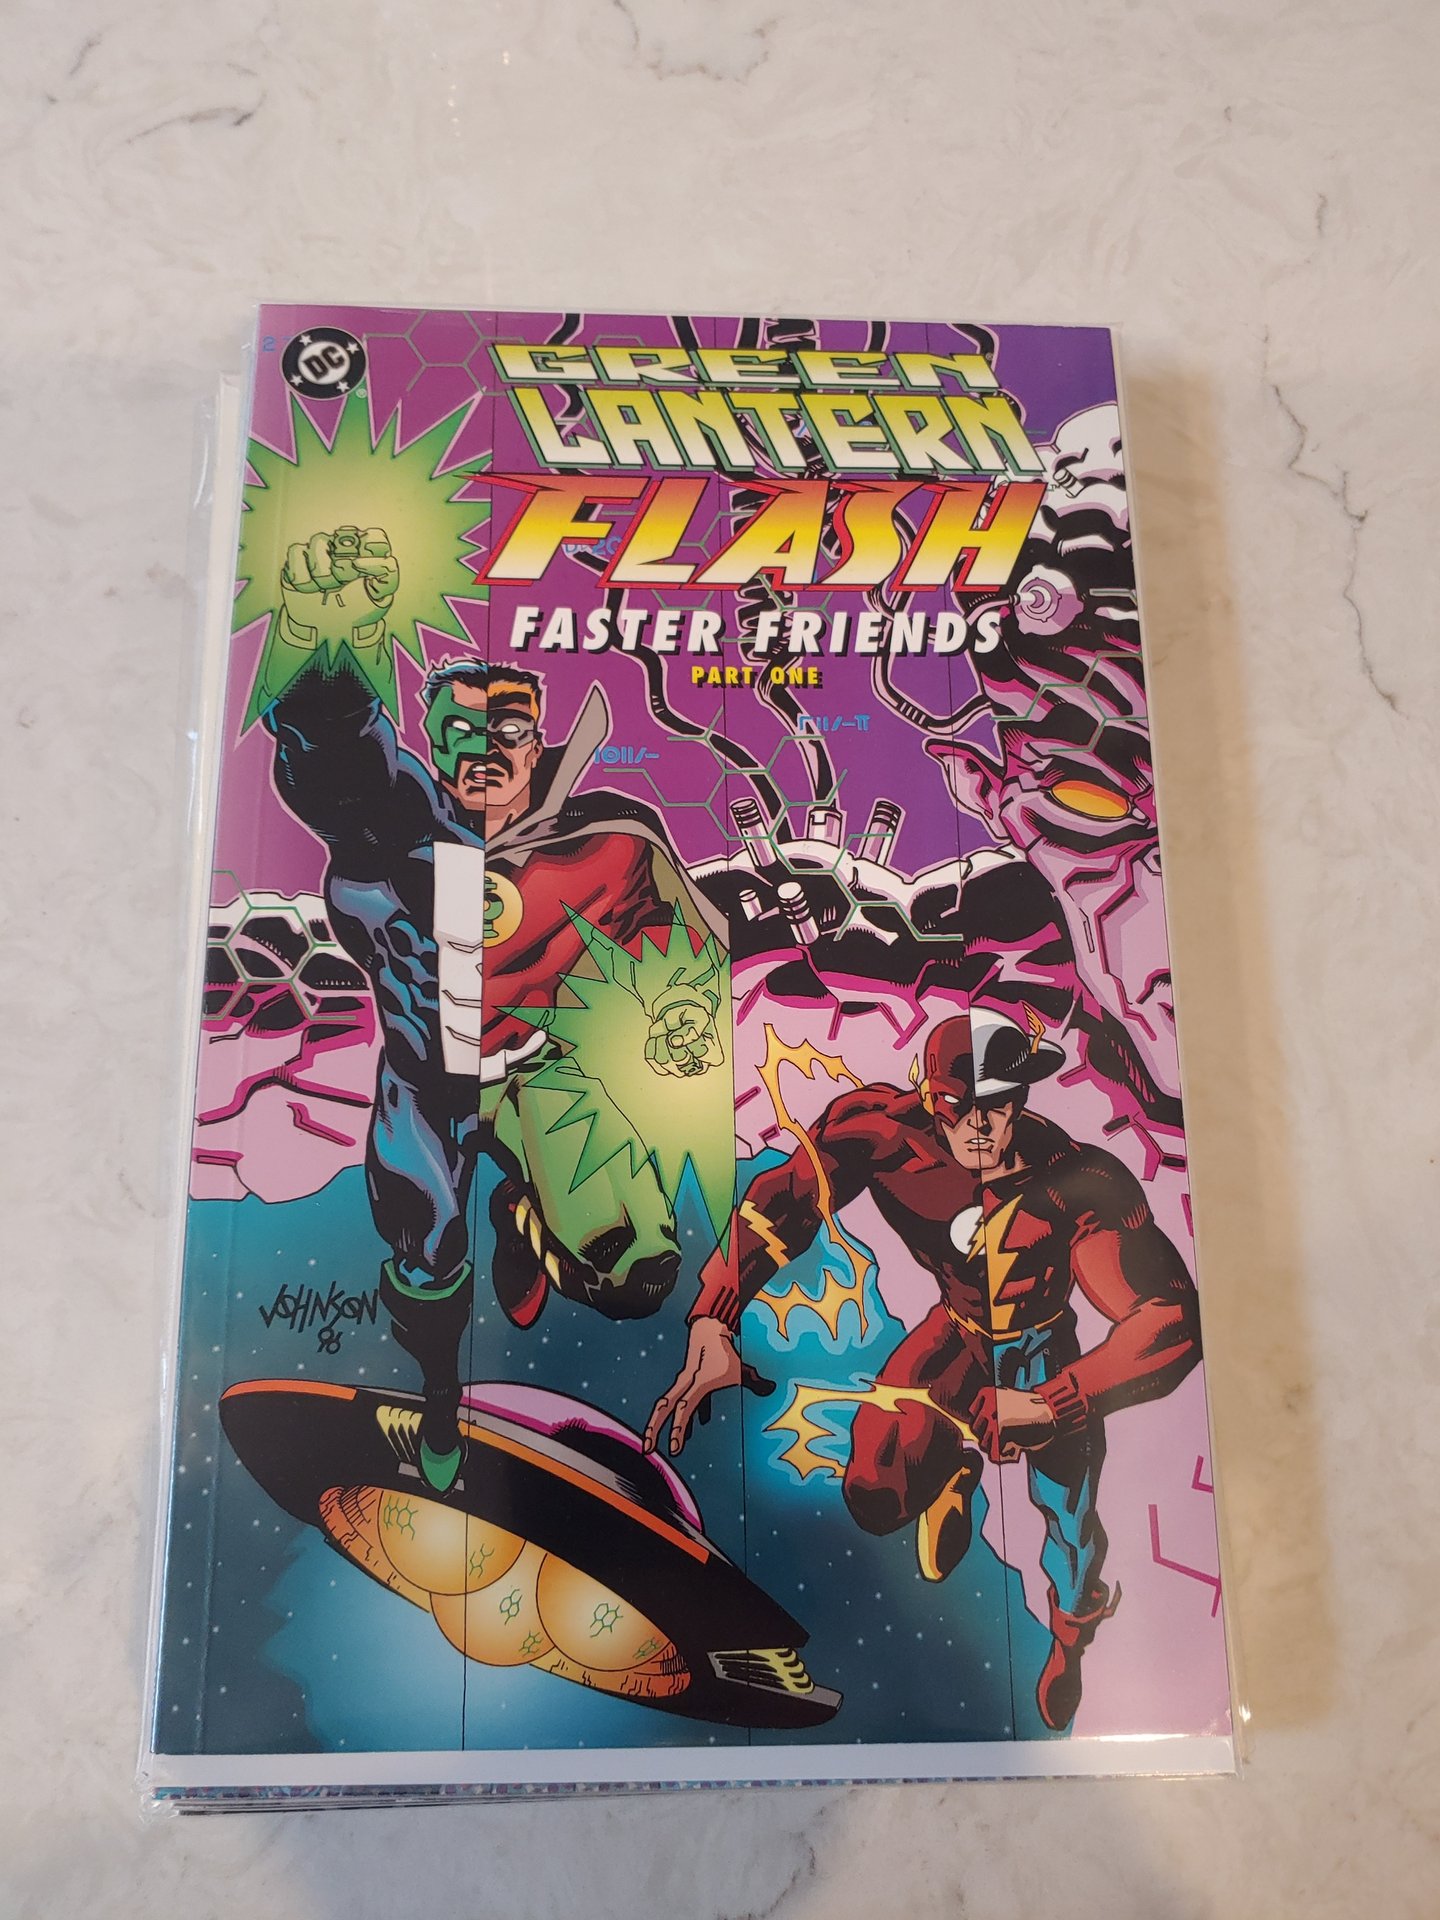 DC
GREEN
LANTERN
FLASH
FASTER FRIENDS
PART ONE
JOHNSON
96